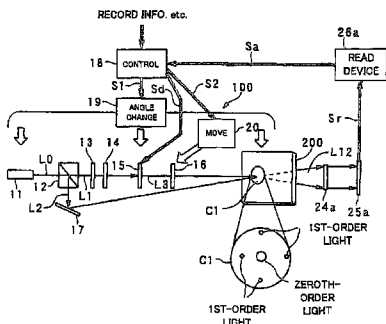 RECORD INFO. etc.
26a
18
CONTROL
Sa
READ
DEVICE
S1
Sd
S2
100
19
ANGLE
CHANGE
MOVE
20
Sr
13
14
15
16
200
L12
L0
12
L1
L3
11
L2
17
C1
24a
25a
1ST-ORDER
LIGHT
C1
ZEROTH-
ORDER
LIGHT
1ST-ORDER
LIGHT